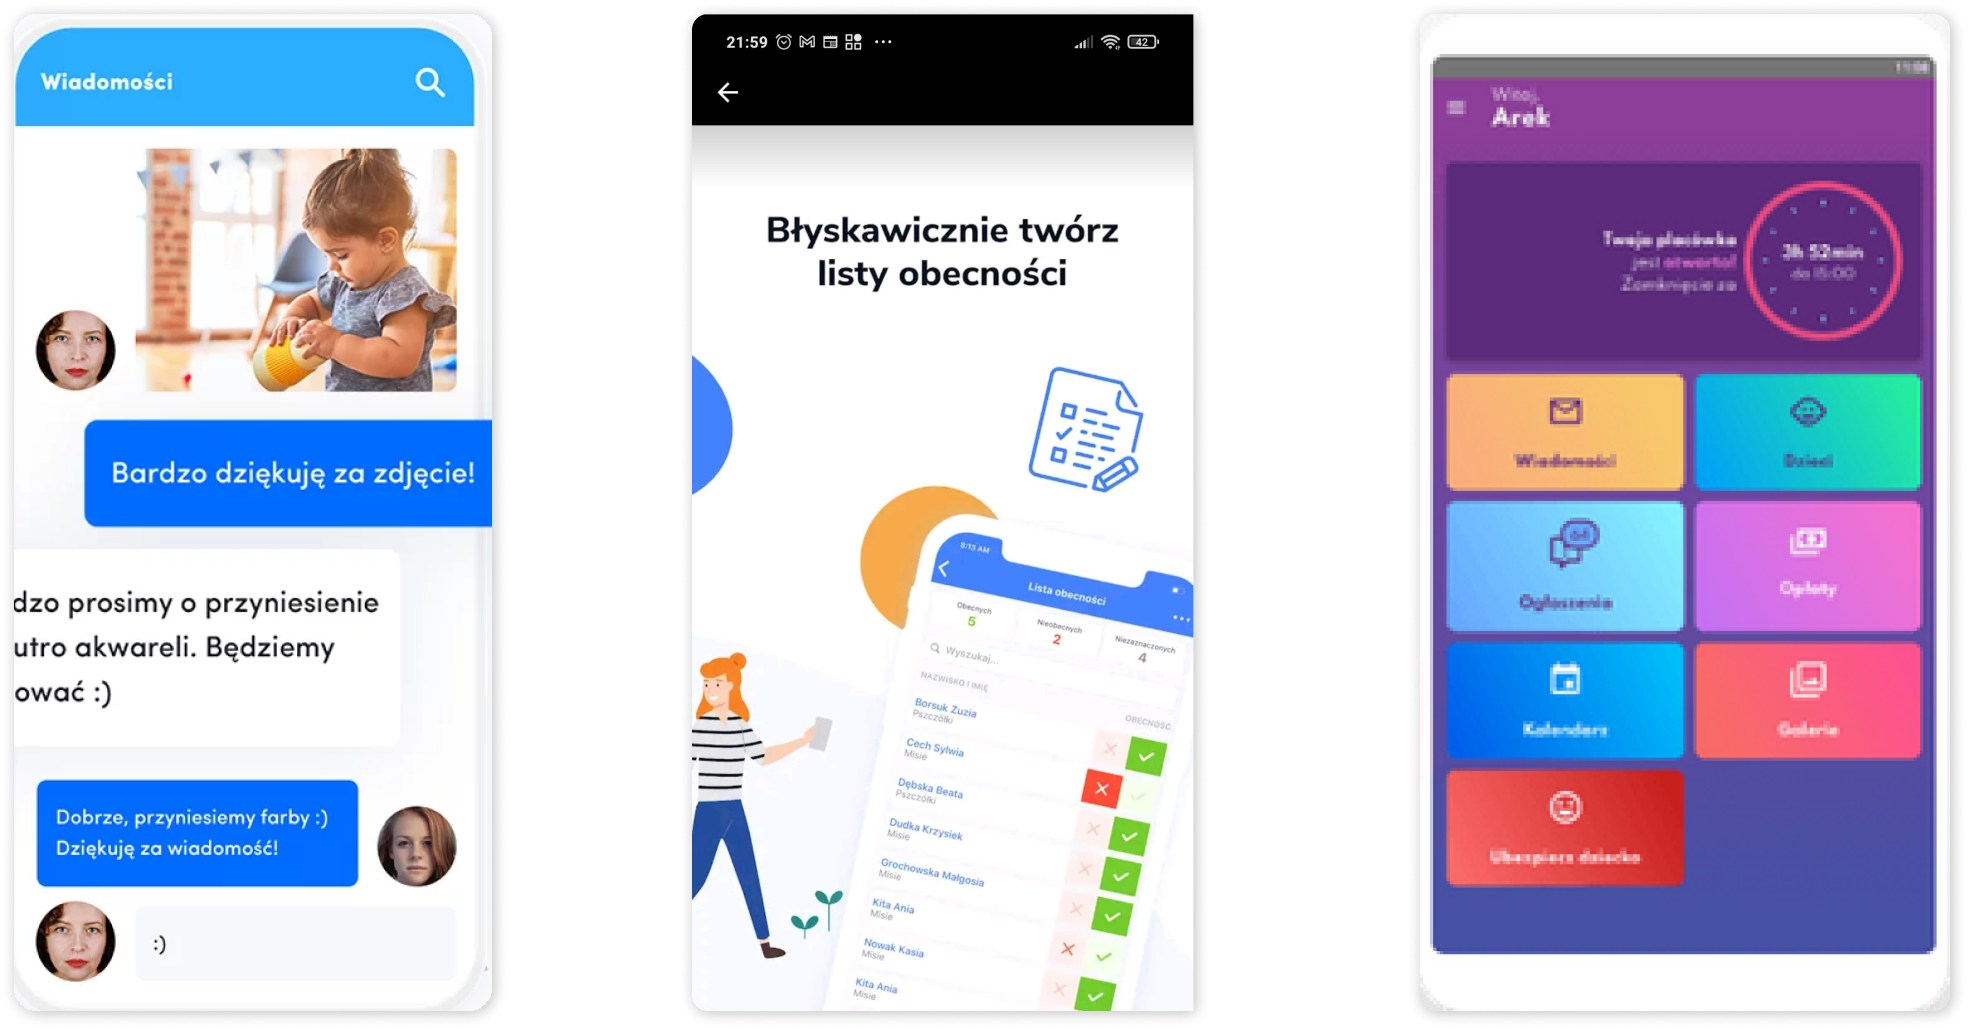 Wiadomości
Bardzo dziękuję za zdjęcie!
dzo prosimy o przyniesienie
utro akwareli. Będziemy
ować :)
Dobrze, przyniesiemy farby :)
Dziękuję za wiadomość!
:)
21:59
42
Błyskawicznie twórz
listy obecności
8:13 AM
Lista obecności
Obecnych
5
Nieobecnych
2
Niezaznaczonych
4
Wyszukaj...
NAZWISKO I IMIĘ
OBECNOŚĆ
Borsuk Zuzia
Pszczółki
Cech Sylwia
Misie
Dębska Beata
Pszczółki
Dudka Krzysiek
Misie
Grochowska Małgosia
Misie
Kita Ania
Misie
Nowak Kasia
Misie
Kita Ania
Misie
Witaj,
Arek
Twoja placówka
jest otwarta!
Zamknięcie za
3h 52min
do 15:00
Wiadomości
Dzieci
Ogłoszenia
Opłaty
Kalendarz
Galerie
Ubezpiecz dziecko